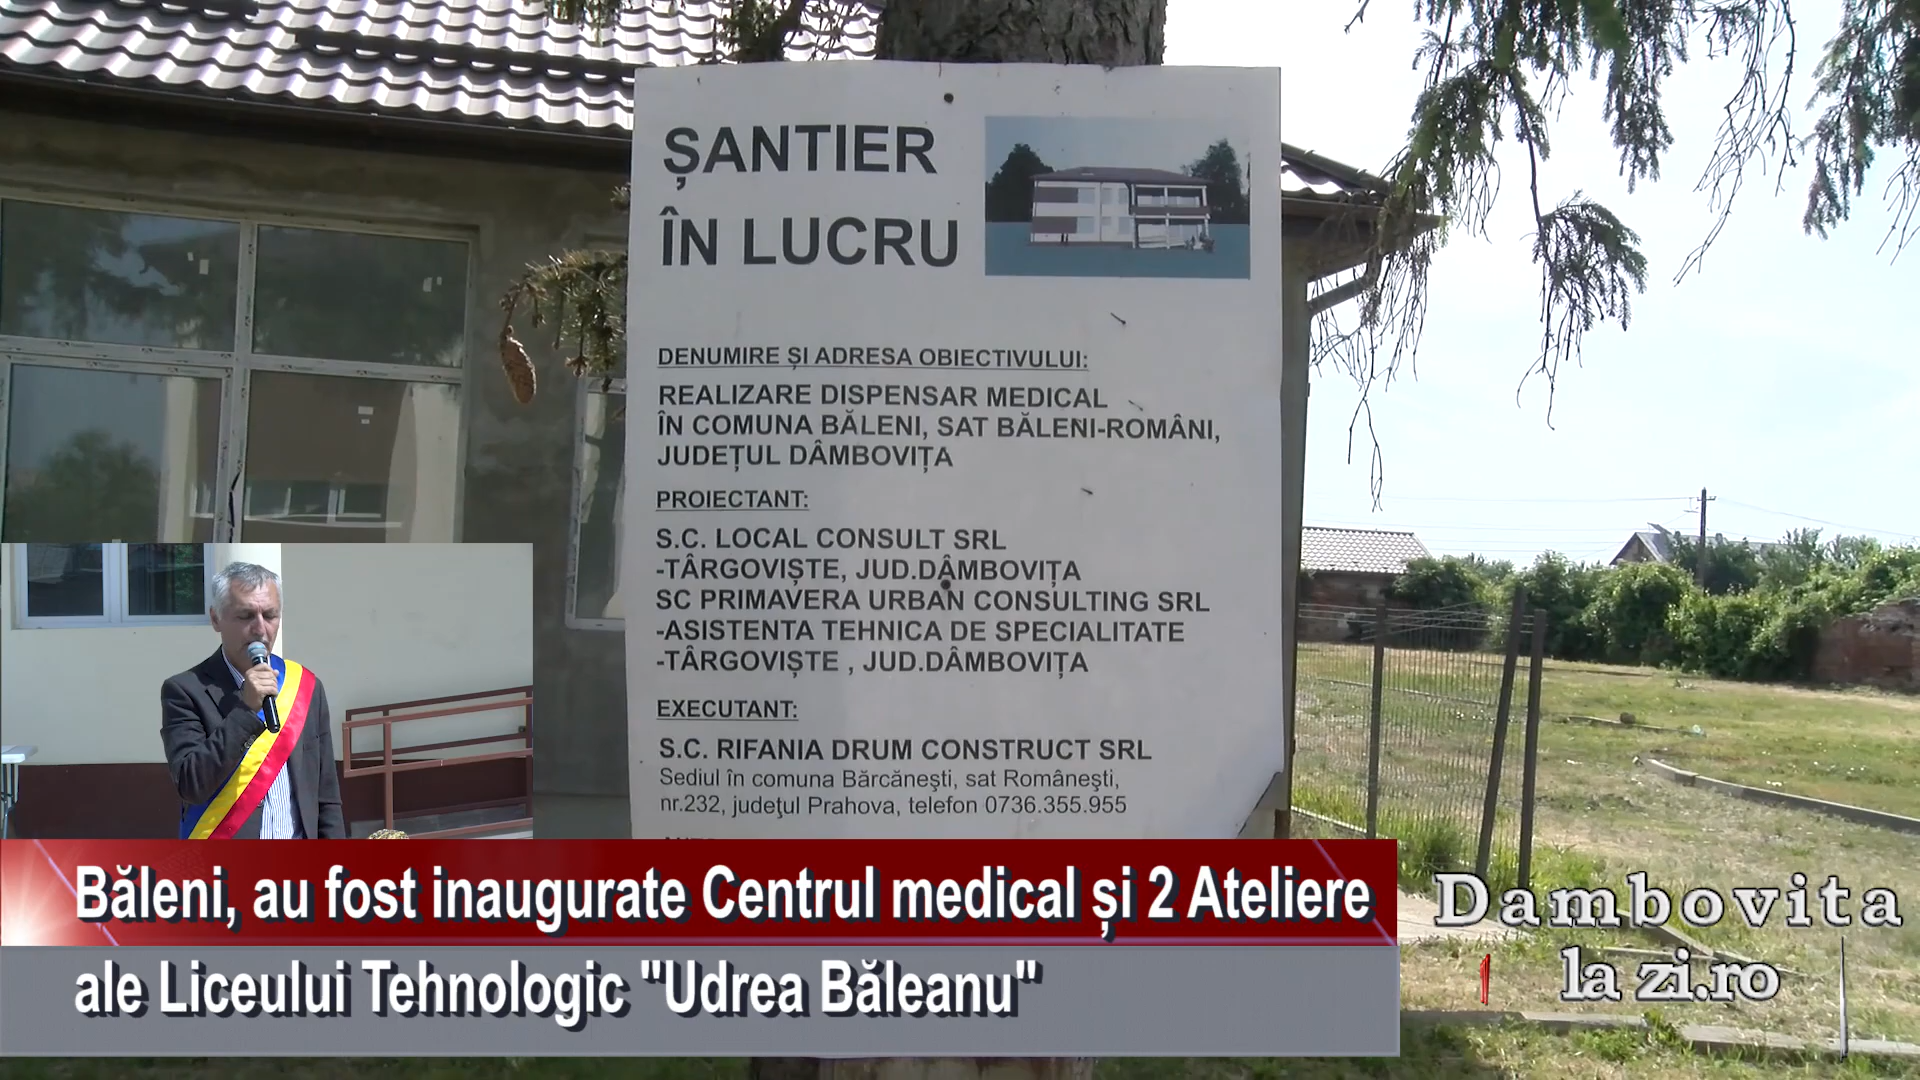 ȘANTIER
ÎN LUCRU
DENUMIRE ȘI ADRESA OBIECTIVULUI:
REALIZARE DISPENSAR MEDICAL
ÎN COMUNA BĂLENI, SAT BĂLENI-ROMÂNI,
JUDEȚUL DÂMBOVIȚA
PROIECTANT:
S.C. LOCAL CONSULT SRL
-TÂRGOVIȘTE, JUD.DÂMBOVIȚA
SC PRIMAVERA URBAN CONSULTING SRL
-ASISTENTA TEHNICA DE SPECIALITATE
-TÂRGOVIȘTE , JUD.DÂMBOVIȚA
EXECUTANT:
S.C. RIFANIA DRUM CONSTRUCT SRL
Sediul în comuna Bărcăneşti, sat Româneşti,
nr.232, judeţul Prahova, telefon 0736.355.955
Băleni, au fost inaugurate Centrul medical și 2 Ateliere
ale Liceului Tehnologic "Udrea Băleanu"
Dambovita
la zi.ro